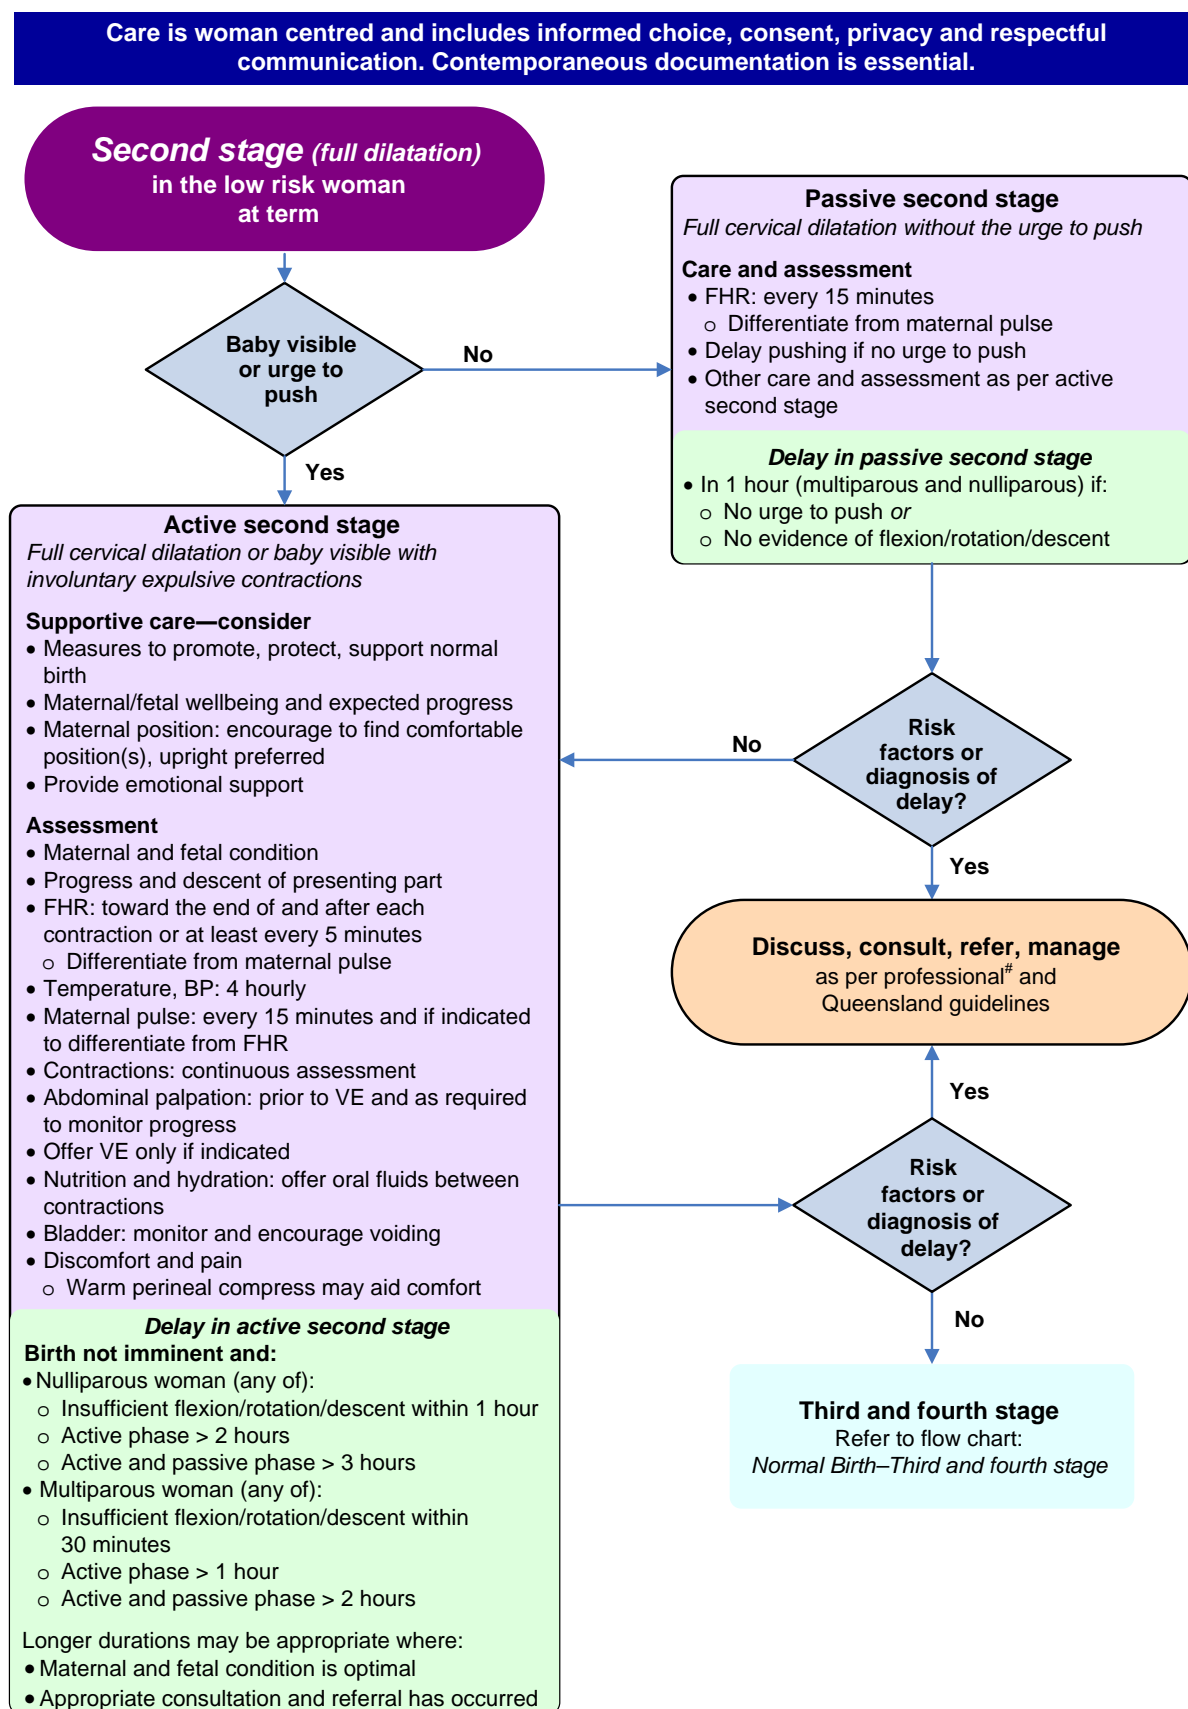 Care is woman centred and includes informed choice, consent, privacy and respectful
communication. Contemporaneous documentation is essential.
Second stage (full dilatation)
in the low risk woman
at term
Baby visible
or urge to
push
No
Yes
Passive second stage
Full cervical dilatation without the urge to push
Care and assessment
• FHR: every 15 minutes
o Differentiate from maternal pulse
• Delay pushing if no urge to push
• Other care and assessment as per active
second stage
Delay in passive second stage
• In 1 hour (multiparous and nulliparous) if:
o No urge to push or
o No evidence of flexion/rotation/descent
Risk
factors or
diagnosis of
delay?
No
Yes
Active second stage
Full cervical dilatation or baby visible with
involuntary expulsive contractions
Supportive care—consider
• Measures to promote, protect, support normal
birth
• Maternal/fetal wellbeing and expected progress
• Maternal position: encourage to find comfortable
position(s), upright preferred
• Provide emotional support
Assessment
• Maternal and fetal condition
• Progress and descent of presenting part
• FHR: toward the end of and after each
contraction or at least every 5 minutes
o Differentiate from maternal pulse
• Temperature, BP: 4 hourly
• Maternal pulse: every 15 minutes and if indicated
to differentiate from FHR
• Contractions: continuous assessment
• Abdominal palpation: prior to VE and as required
to monitor progress
• Offer VE only if indicated
• Nutrition and hydration: offer oral fluids between
contractions
• Bladder: monitor and encourage voiding
• Discomfort and pain
o Warm perineal compress may aid comfort
Delay in active second stage
Birth not imminent and:
• Nulliparous woman (any of):
o Insufficient flexion/rotation/descent within 1 hour
o Active phase > 2 hours
o Active and passive phase > 3 hours
• Multiparous woman (any of):
o Insufficient flexion/rotation/descent within
30 minutes
o Active phase > 1 hour
o Active and passive phase > 2 hours
Longer durations may be appropriate where:
• Maternal and fetal condition is optimal
• Appropriate consultation and referral has occurred
Discuss, consult, refer, manage
as per professional# and
Queensland guidelines
Yes
Risk
factors or
diagnosis of
delay?
No
Third and fourth stage
Refer to flow chart:
Normal Birth–Third and fourth stage